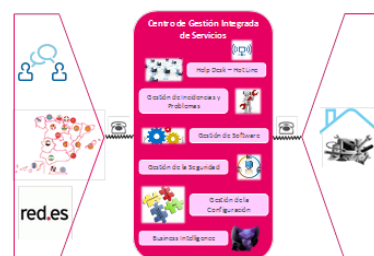 Centro de Gestión Integrada
de Servicios
Help Desk – Hot Line
Gestión de Incidencias y
Problemas
Gestión de Software
Gestión de la Seguridad
Gestión de la
Configuración
Business Intelligence
red.es